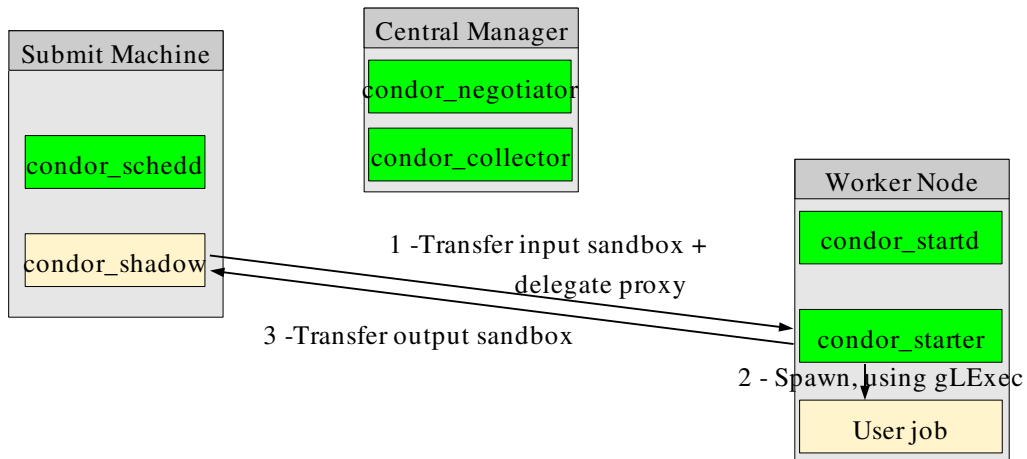 Submit Machine
condor_schedd
condor_shadow
Central Manager
condor_negotiator
condor_collector
1 -Transfer input sandbox +
delegate proxy
3 -Transfer output sandbox
Worker Node
condor_startd
condor_starter
2 - Spawn, using gLExec
User job